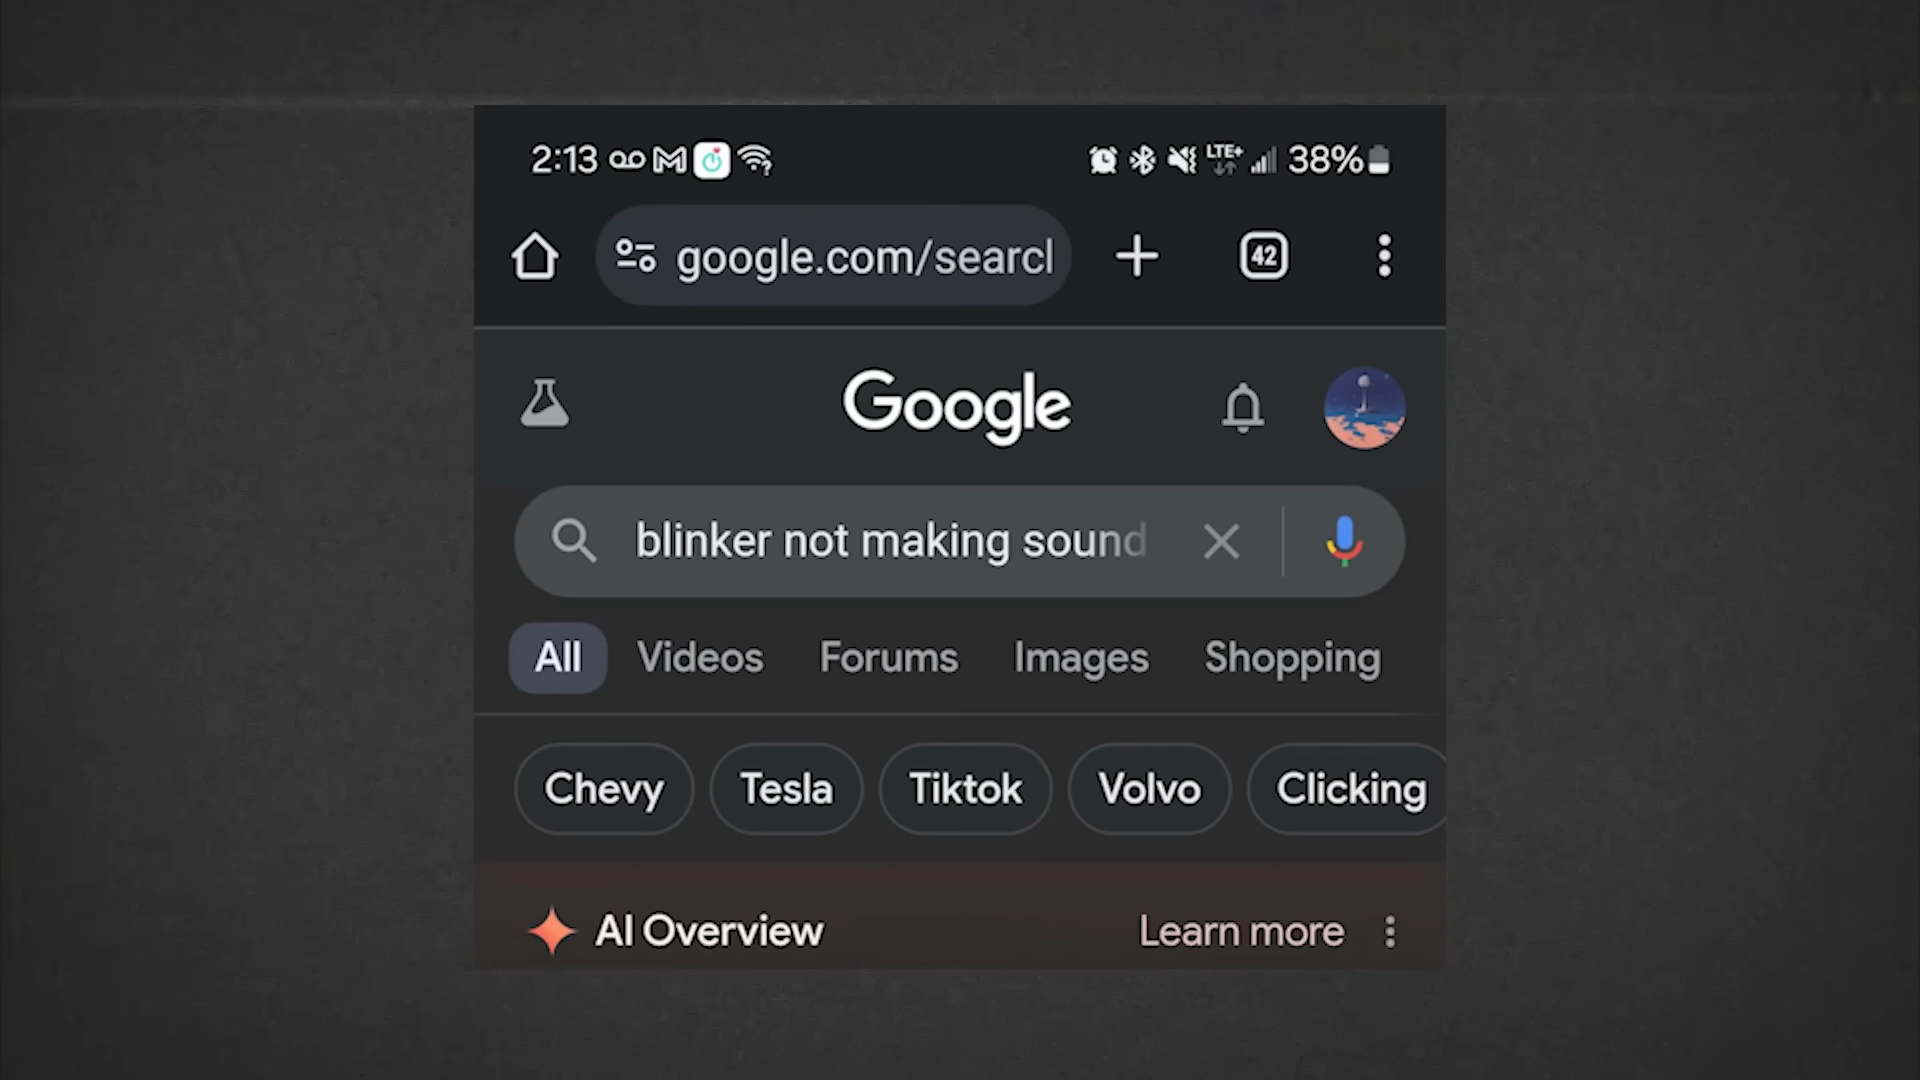 2:13 LTE+ 38%
google.com/searcl
42
Google
blinker not making sound
All Videos Forums Images Shopping
Chevy Tesla Tiktok Volvo Clicking
AI Overview Learn more